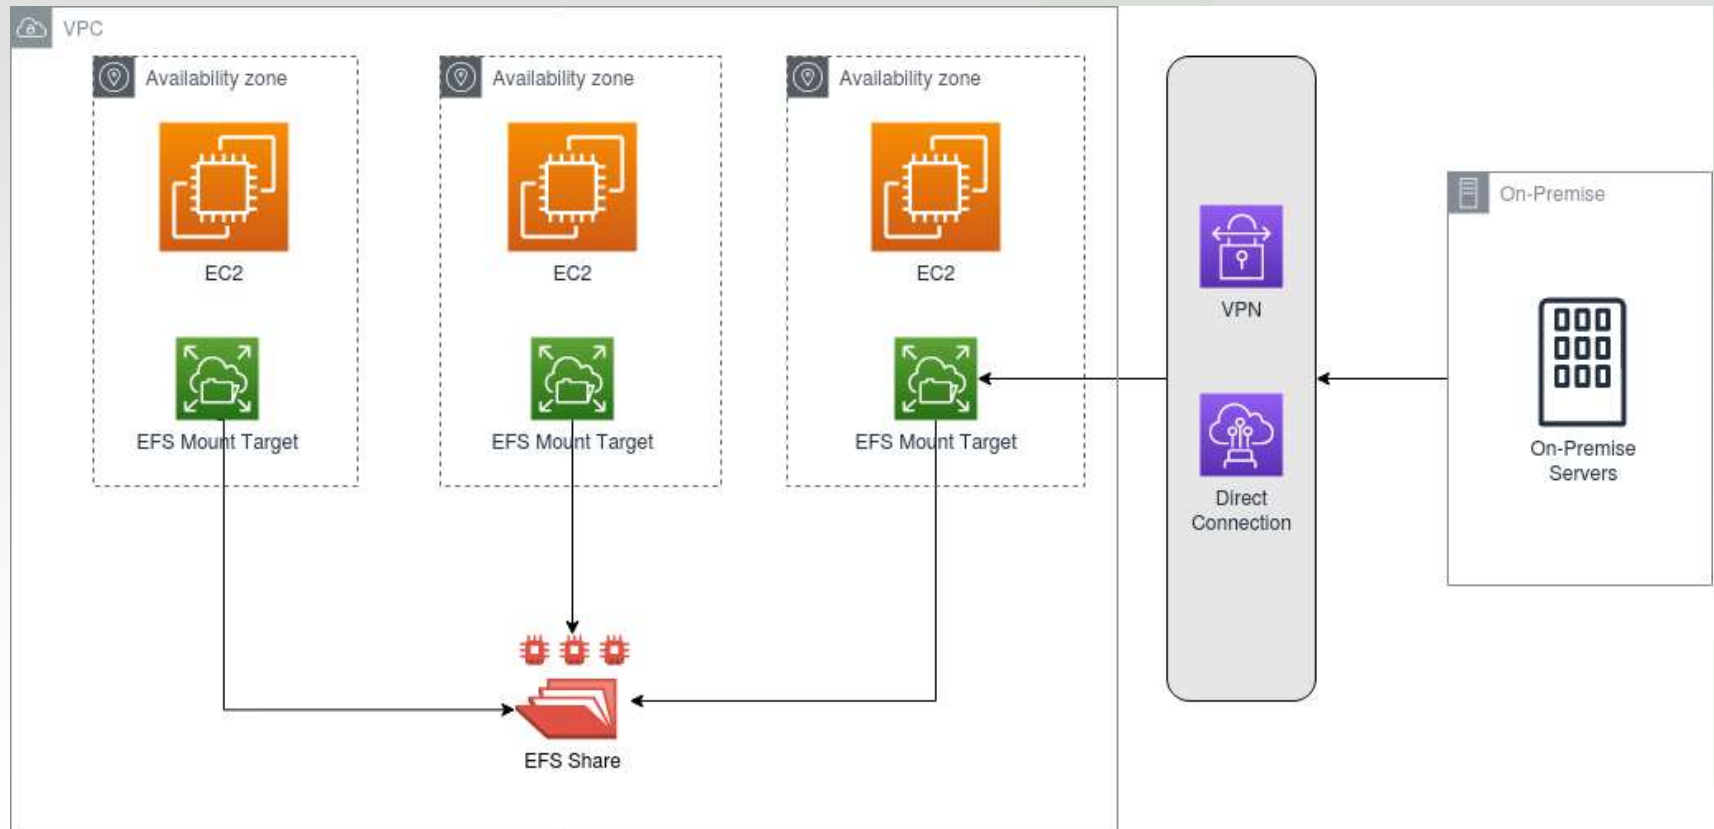 VPC
Availability zone
Availability zone
Availability zone
EC2
EC2
EC2
EFS Mount Target
EFS Mount Target
EFS Mount Target
EFS Share
VPN
Direct
Connection
On-Premise
On-Premise
Servers